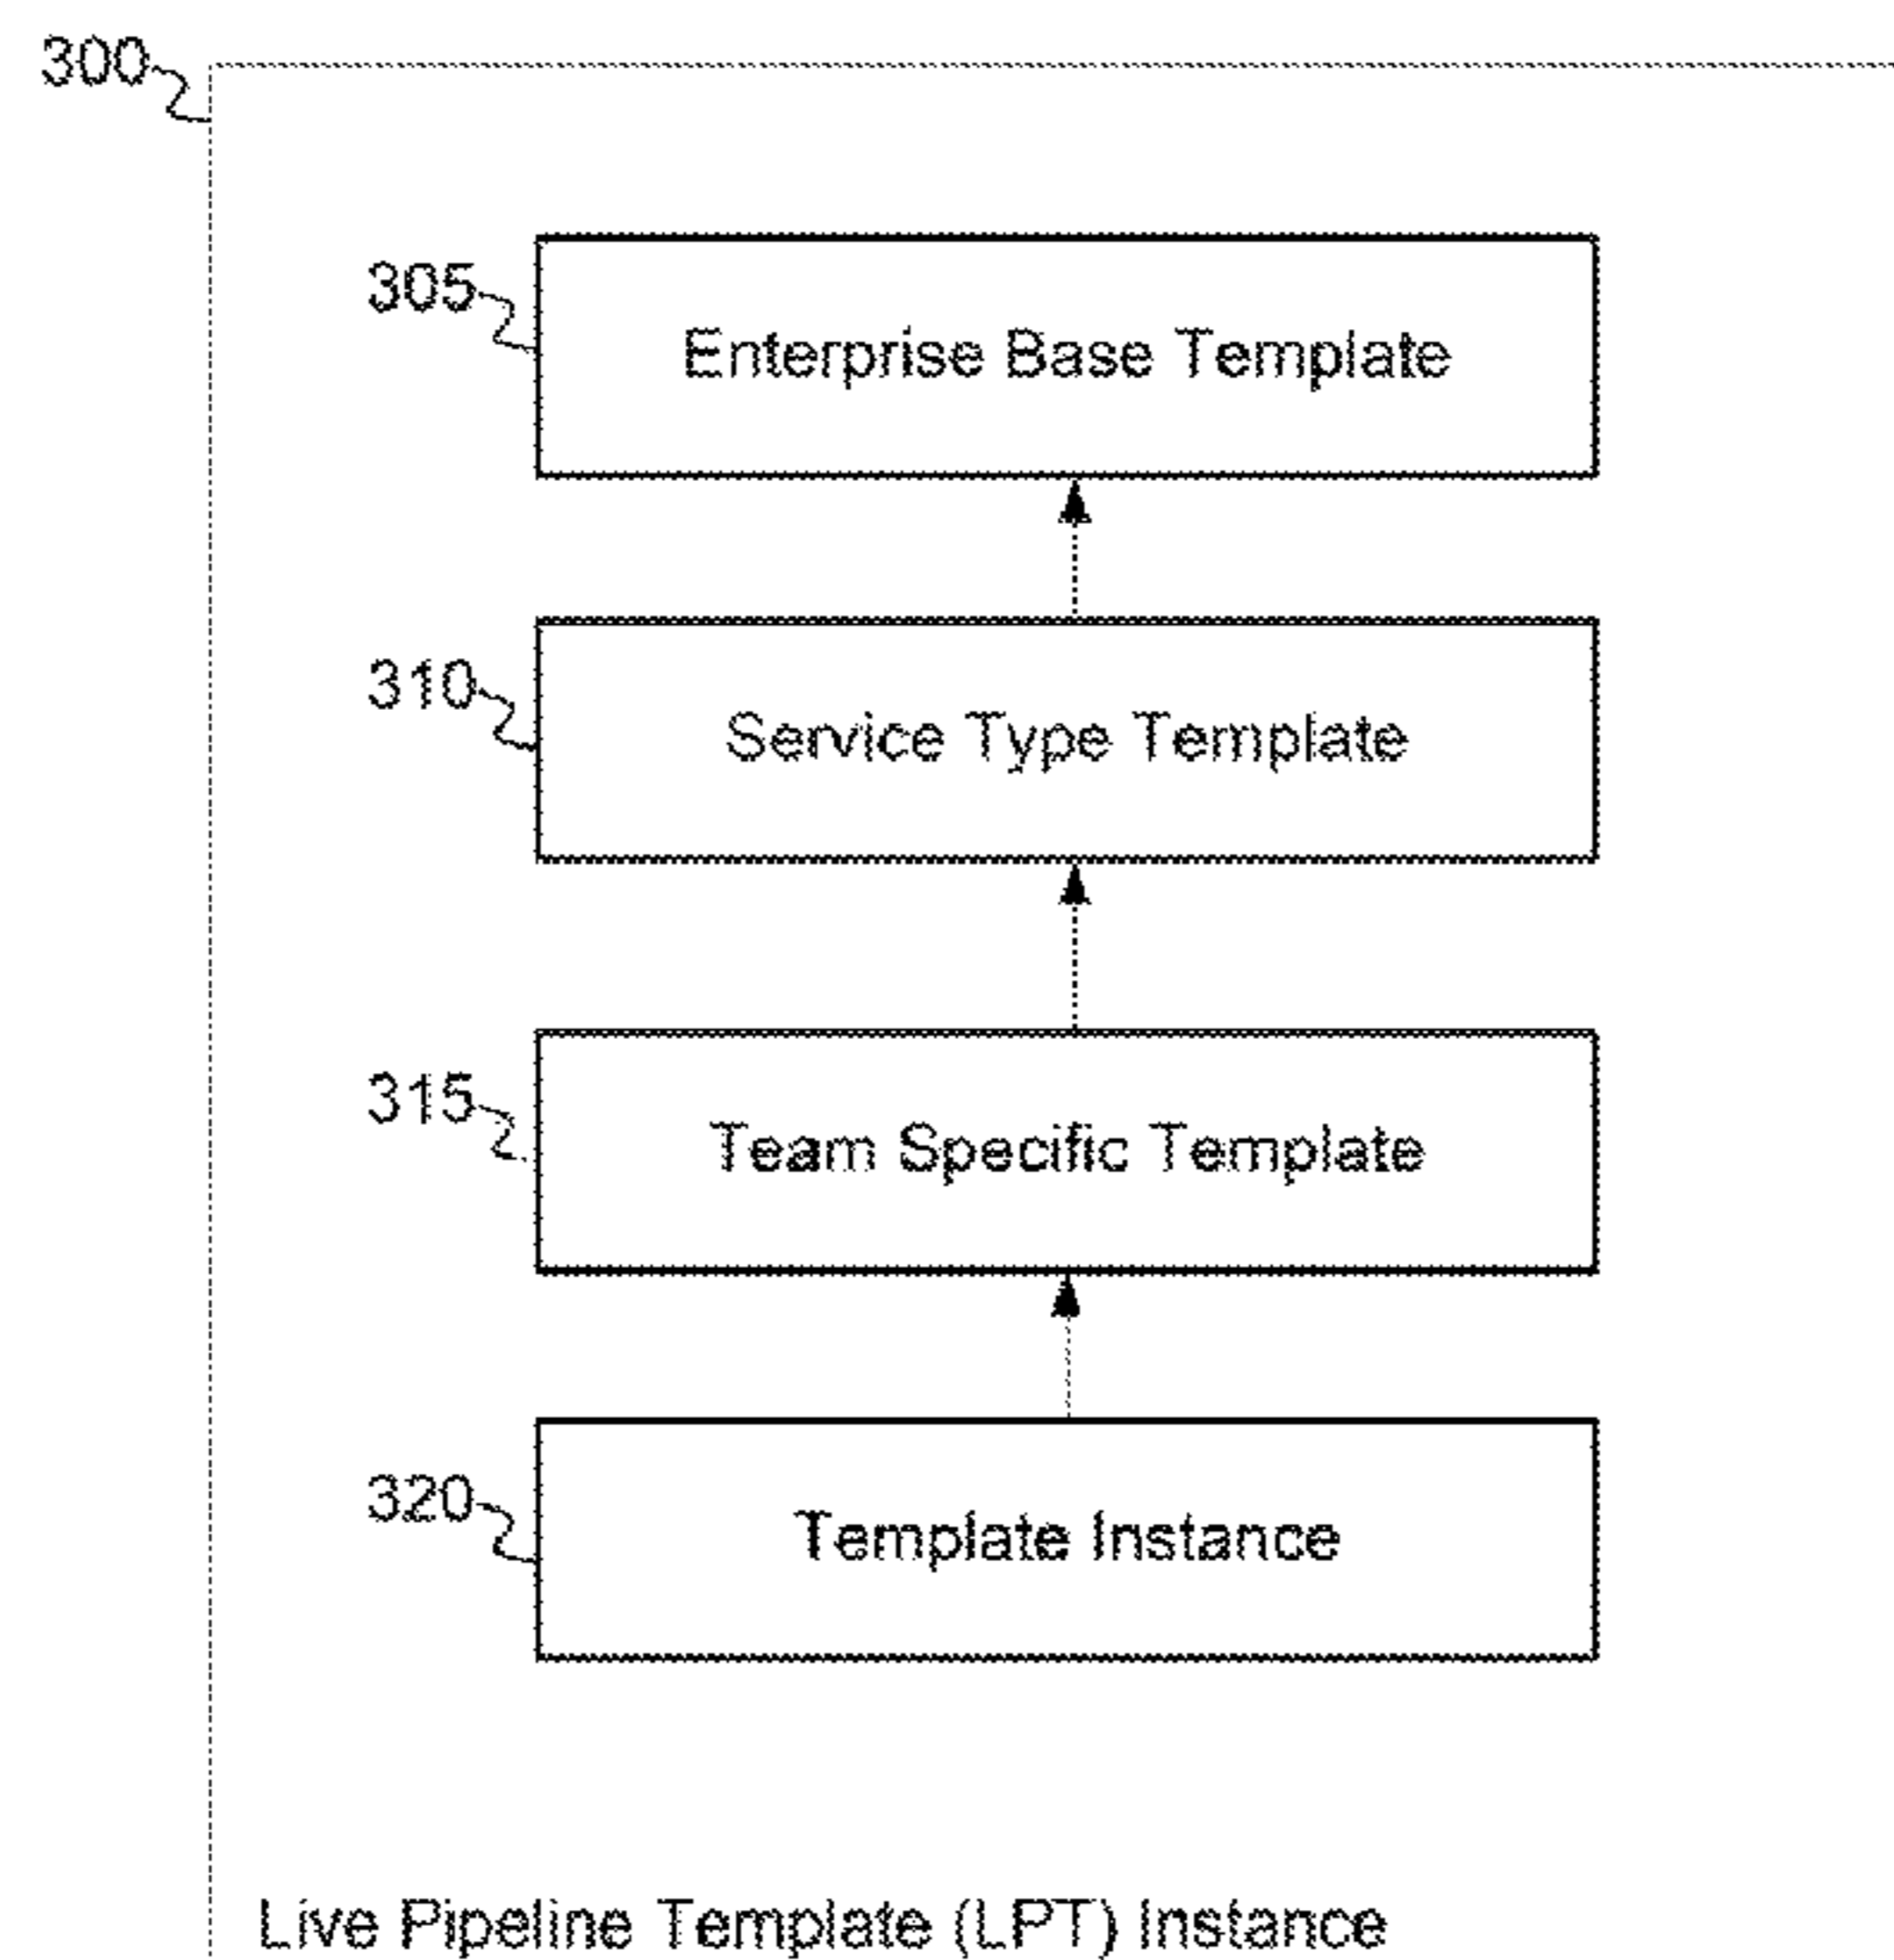 300
305
Enterprise Base Template
310
Service Type Template
315
Team Specific Template
320
Template Instance
Live Pipeline Template (LPT) Instance